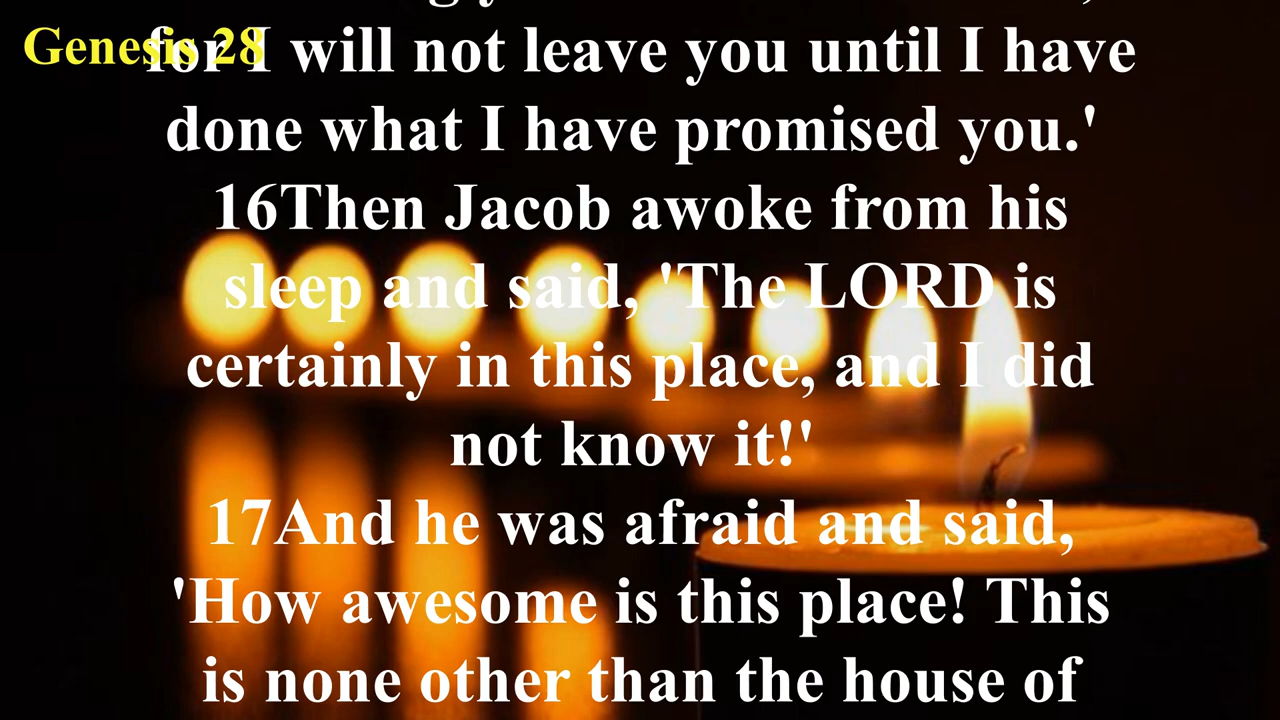 Genesis 28
for I will not leave you until I have
done what I have promised you.'
16Then Jacob awoke from his
sleep and said, 'The LORD is
certainly in this place, and I did
not know it!'
17And he was afraid and said,
'How awesome is this place! This
is none other than the house of